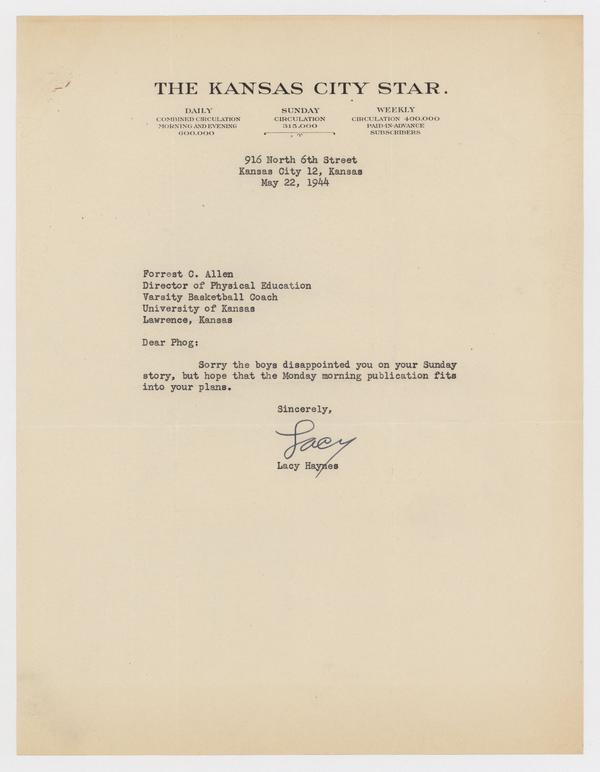 THE KANSAS CITY STAR.
DAILY
COMBINED CIRCULATION
MORNING AND EVENING
600,000
SUNDAY
CIRCULATION
315,000
WEEKLY
CIRCULATION 400,000
PAID-IN-ADVANCE
SUBSCRIBERS
916 North 6th Street
Kansas City 12, Kansas
May 22, 1944
Forrest C. Allen
Director of Physical Education
Varsity Basketball Coach
University of Kansas
Lawrence, Kansas
Dear Phog:
Sorry the boys disappointed you on your Sunday
story, but hope that the Monday morning publication fits
into your plans.
Sincerely,
Lacy
Lacy Haynes